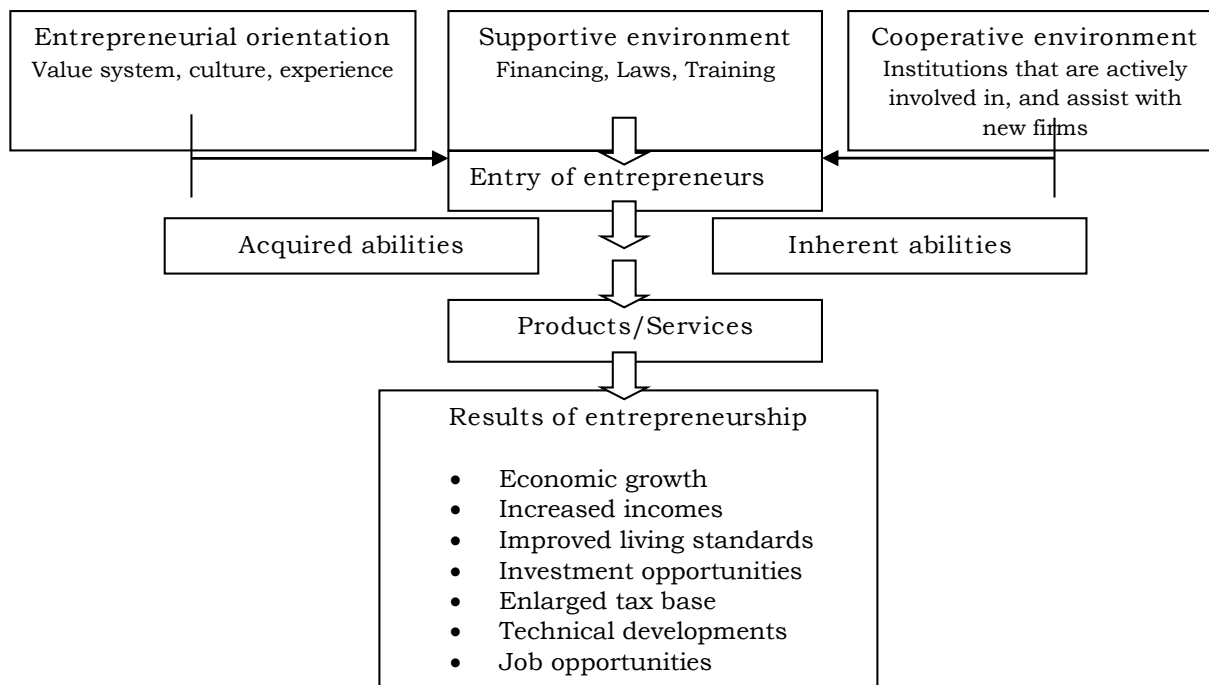 Entrepreneurial orientation
Value system, culture, experience
Supportive environment
Financing, Laws, Training
Cooperative environment
Institutions that are actively
involved in, and assist with
new firms
Entry of entrepreneurs
Acquired abilities
Inherent abilities
Products/Services
Results of entrepreneurship
• Economic growth
• Increased incomes
• Improved living standards
• Investment opportunities
• Enlarged tax base
• Technical developments
• Job opportunities